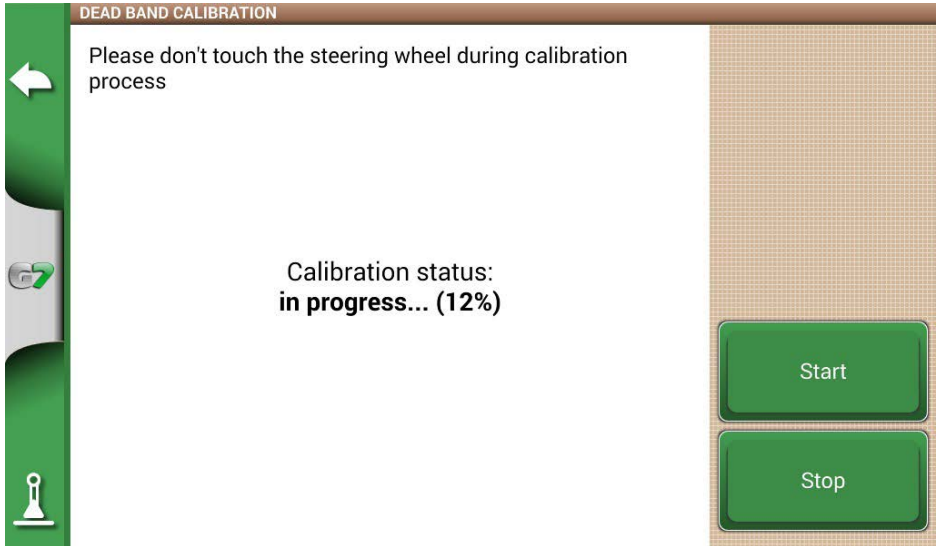 DEAD BAND CALIBRATION
Please don't touch the steering wheel during calibration
process
G7
Calibration status:
in progress... (12%)
Start
Stop